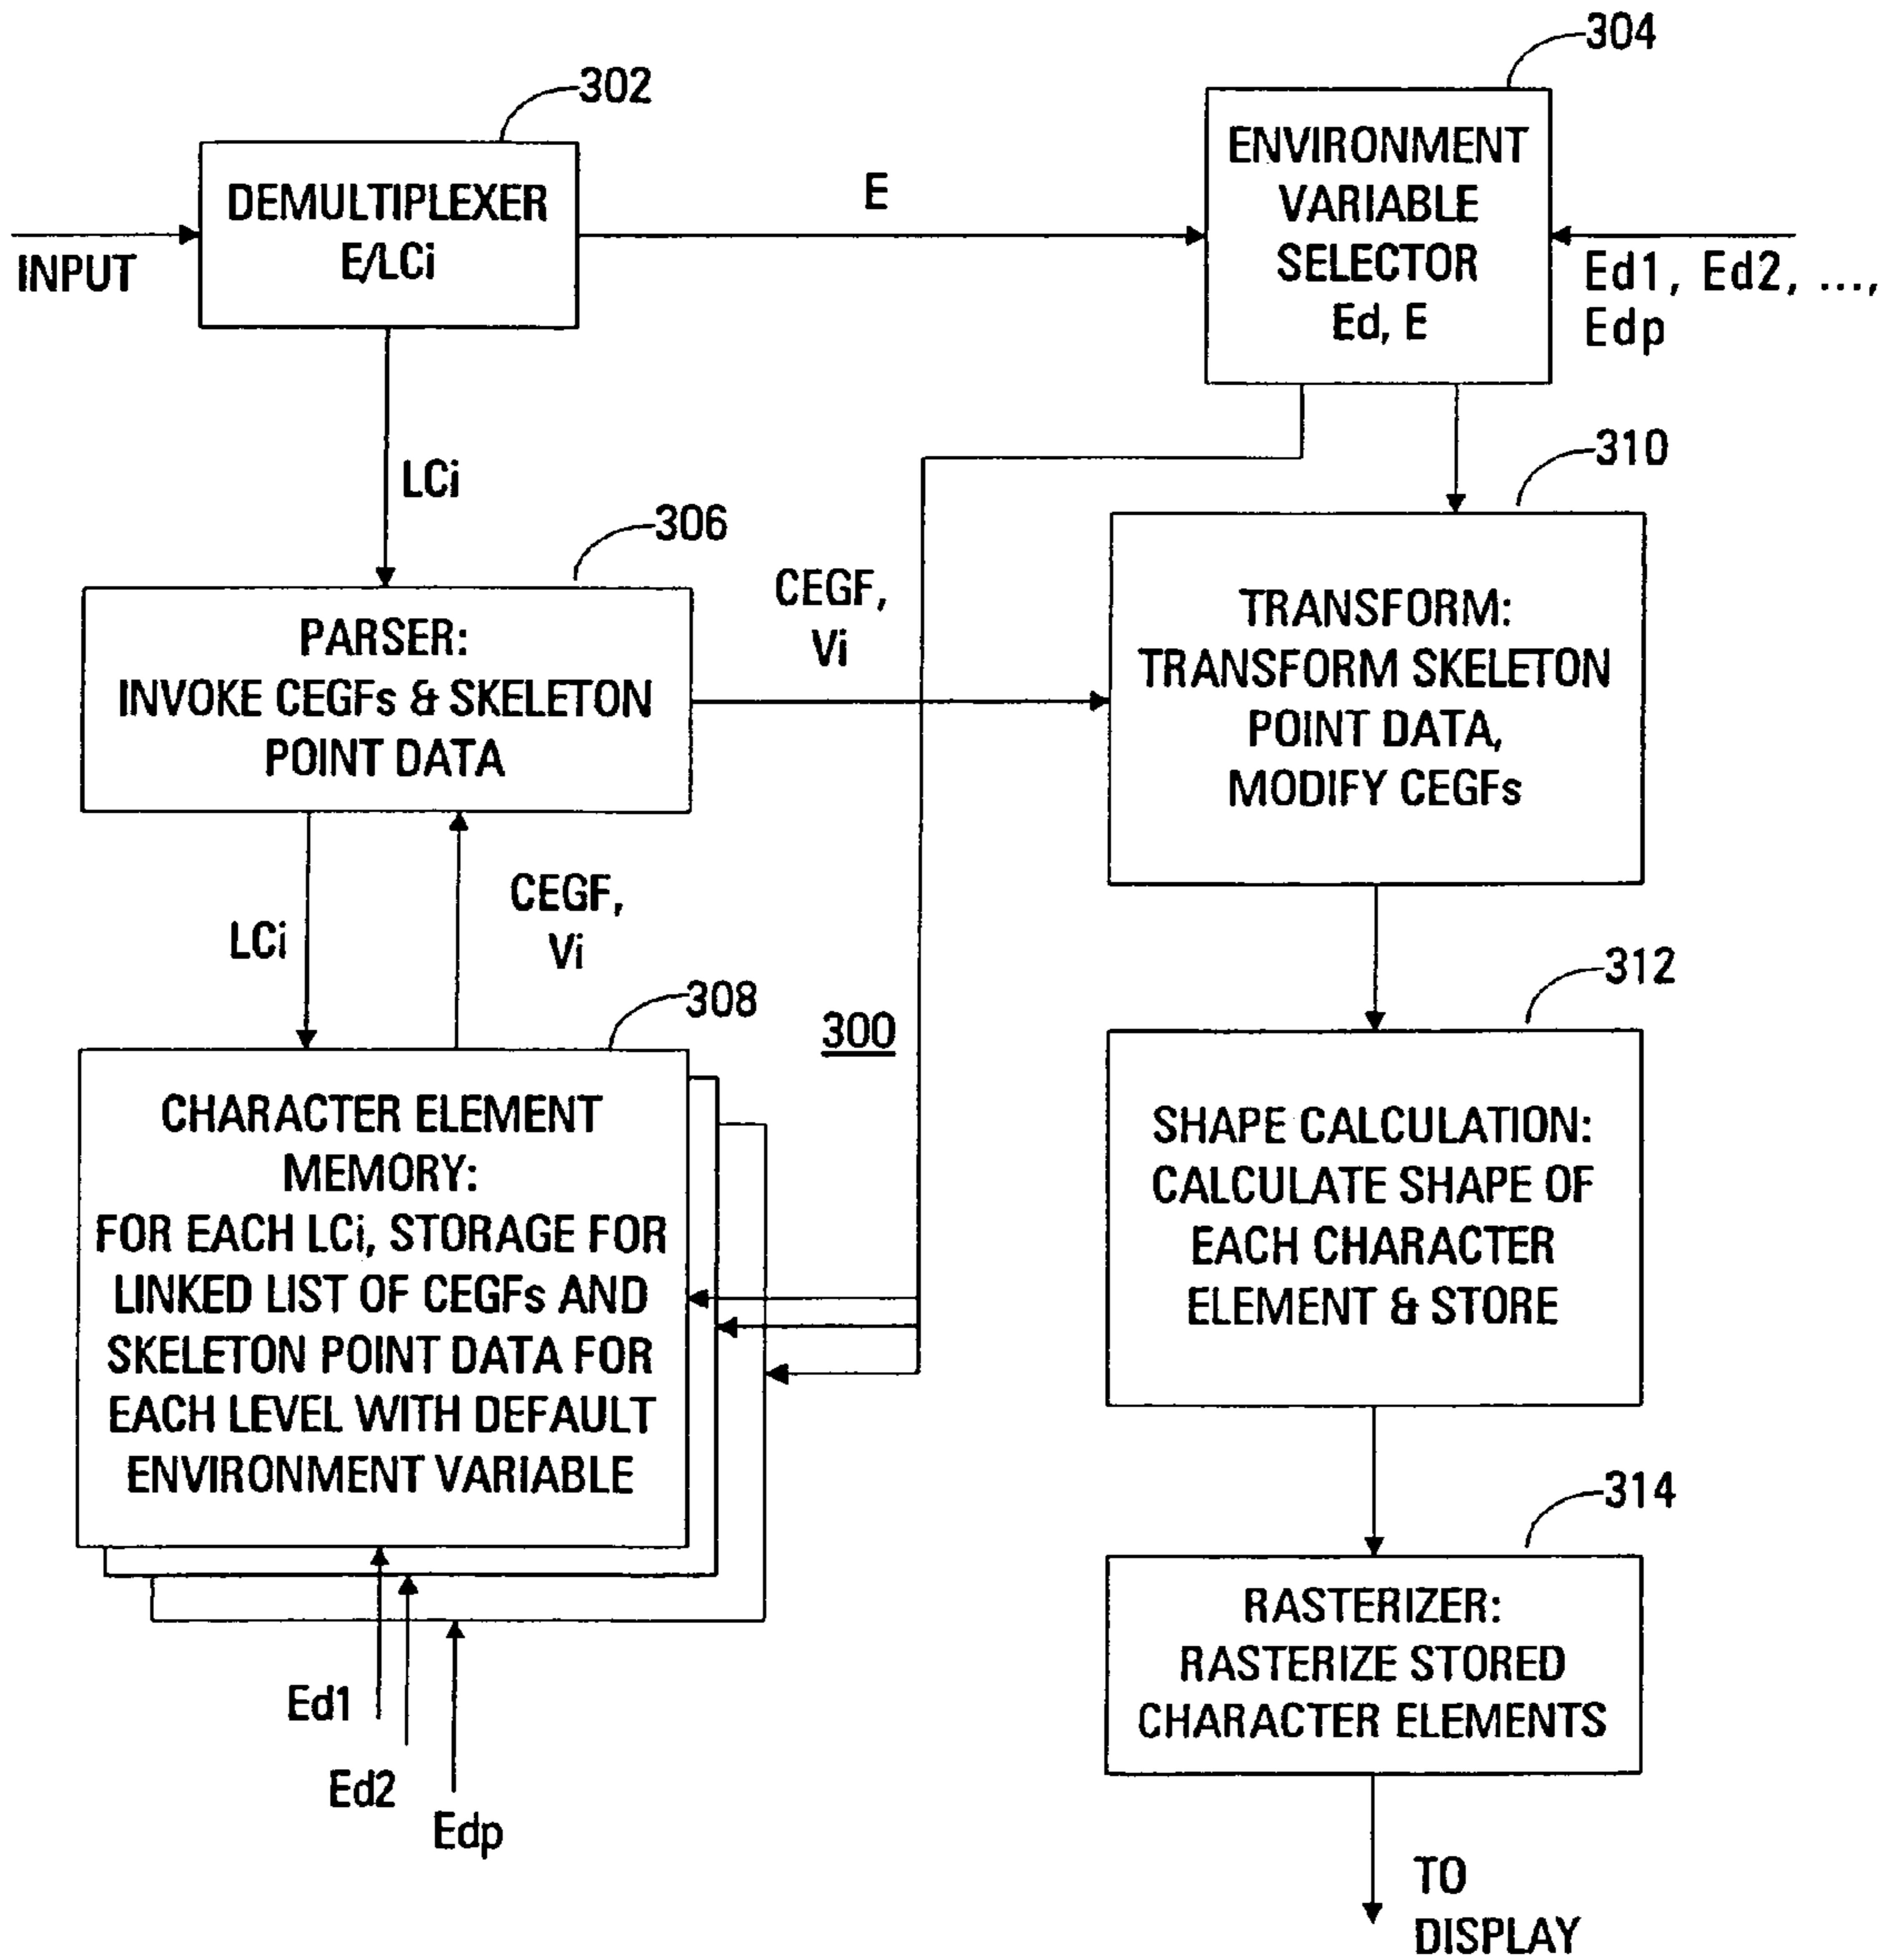 304
302
ENVIRONMENT
VARIABLE
SELECTOR
Ed, E
DEMULTIPLEXER
E/LCi
E
INPUT
Ed1, Ed2, ...,
Edp
310
LCi
306
CEGF,
Vi
PARSER:
INVOKE CEGFs & SKELETON
POINT DATA
TRANSFORM:
TRANSFORM SKELETON
POINT DATA,
MODIFY CEGFs
LCi
CEGF,
Vi
308
300
312
CHARACTER ELEMENT
MEMORY:
FOR EACH LCi, STORAGE FOR
LINKED LIST OF CEGFs AND
SKELETON POINT DATA FOR
EACH LEVEL WITH DEFAULT
ENVIRONMENT VARIABLE
SHAPE CALCULATION:
CALCULATE SHAPE OF
EACH CHARACTER
ELEMENT & STORE
314
RASTERIZER:
RASTERIZE STORED
CHARACTER ELEMENTS
Ed1
Ed2
Edp
TO
DISPLAY